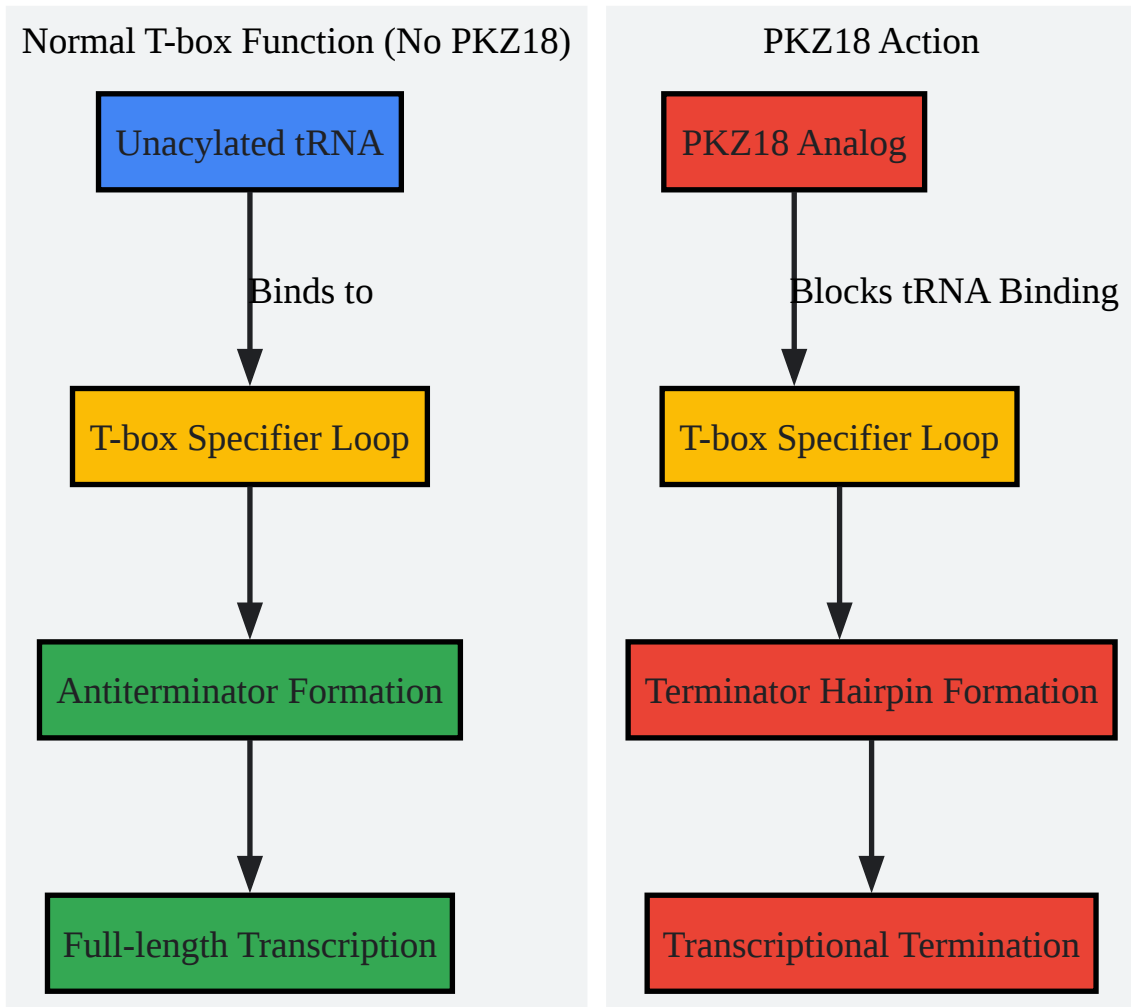 Normal T-box Function (No PKZ18)
Unacylated tRNA
Binds to
T-box Specifier Loop
Antiterminator Formation
Full-length Transcription
PKZ18 Action
PKZ18 Analog
Blocks tRNA Binding
T-box Specifier Loop
Terminator Hairpin Formation
Transcriptional Termination